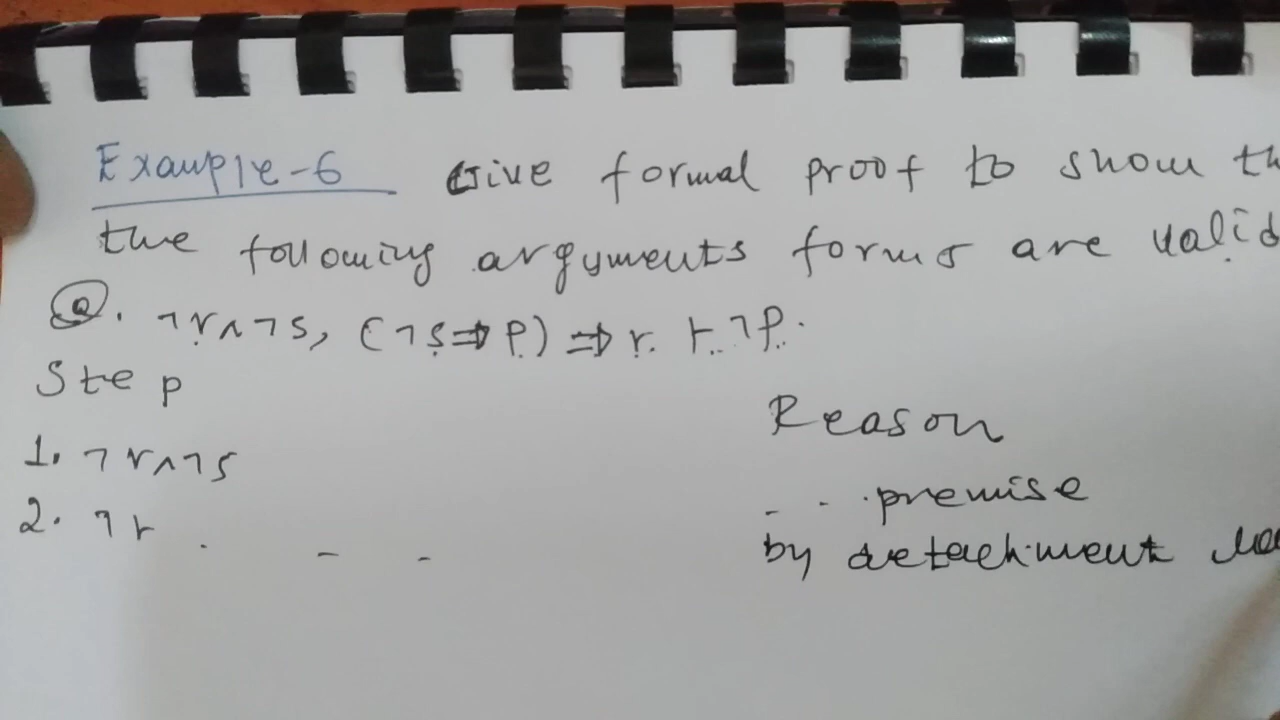 Example-6 Give formal proof to show th
the following arguments forms are valid
a. ¬r∧¬s, (¬s⇒p)⇒r. ⊢ ¬p.
Step
Reason
1. ¬r∧¬s
- - .premise
2. ¬r . - -
by detachment